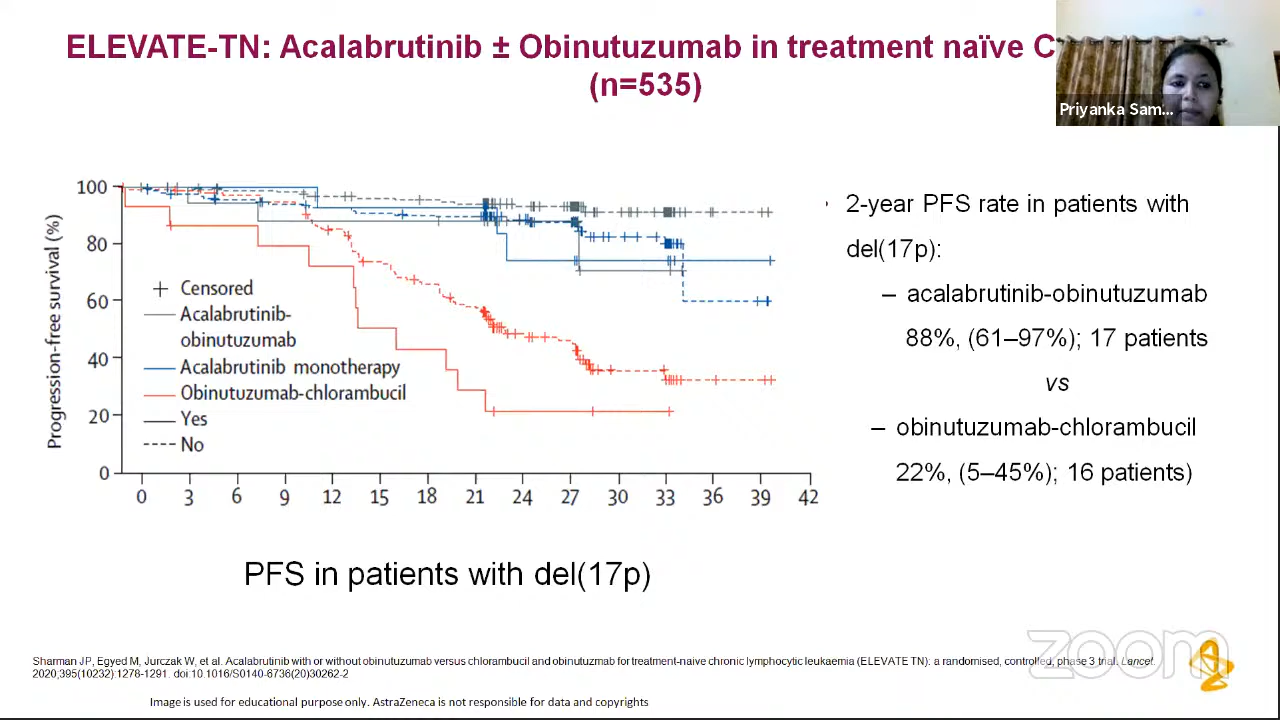 ELEVATE-TN: Acalabrutinib ± Obinutuzumab in treatment naïve C
(n=535)
Priyanka Sam...
Progression-free survival (%)
100
80
60
40
20
0
Censored
Acalabrutinib-
obinutuzumab
Acalabrutinib monotherapy
Obinutuzumab-chlorambucil
Yes
No
0 3 6 9 12 15 18 21 24 27 30 33 36 39 42
PFS in patients with del(17p)
2-year PFS rate in patients with
del(17p):
– acalabrutinib-obinutuzumab
88%, (61–97%); 17 patients
vs
– obinutuzumab-chlorambucil
22%, (5–45%); 16 patients)
zoom
Sharman JP, Egyed M, Jurczak W, et al. Acalabrutinib with or without obinutuzumab versus chlorambucil and obinutuzmab for treatment-naive chronic lymphocytic leukaemia (ELEVATE TN): a randomised, controlled, phase 3 trial. Lancet.
2020;395(10232):1278-1291. doi:10.1016/S0140-6736(20)30262-2
Image is used for educational purpose only. AstraZeneca is not responsible for data and copyrights